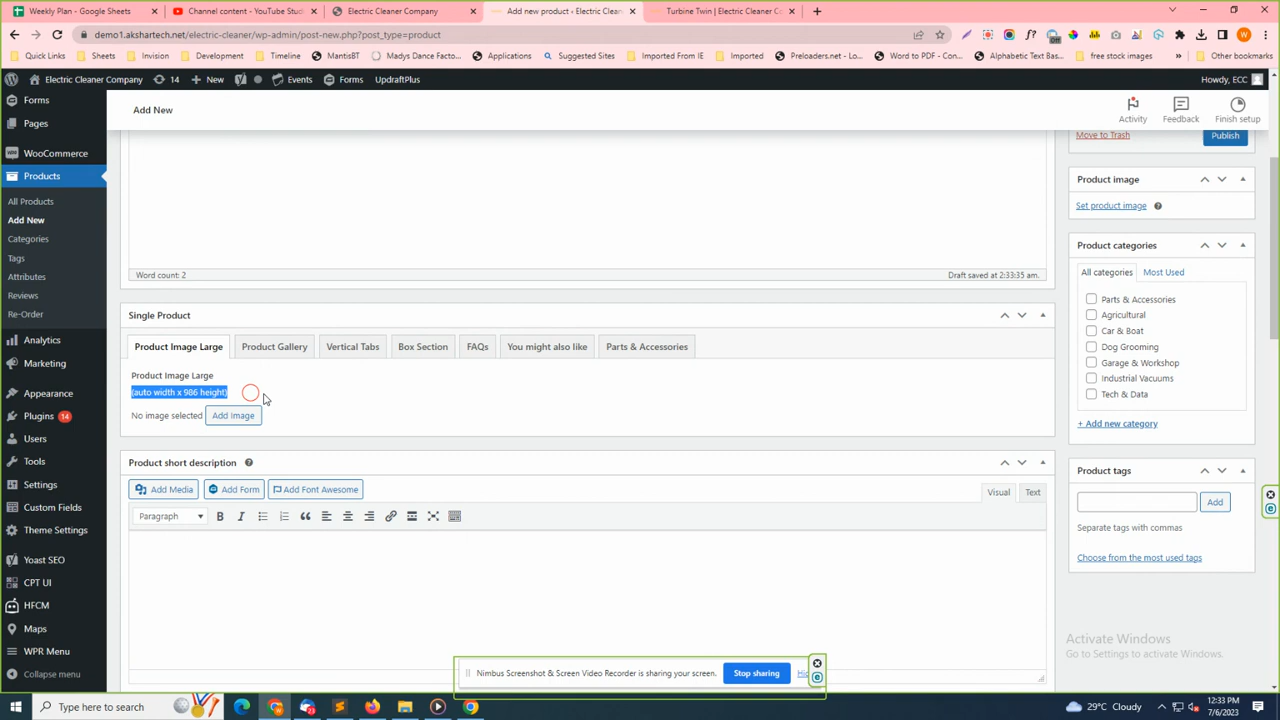 Weekly Plan - Google Sheets
Channel content - YouTube Stud
Electric Cleaner Company
Add new product ‹ Electric Clean
Turbine Twin | Electric Cleaner Co
demo1.akshartech.net/electric-cleaner/wp-admin/post-new.php?post_type=product
Quick Links
Sheets
Invision
Development
Timeline
MantisBT
Madys Dance Facto...
Applications
Suggested Sites
Imported From IE
Imported
Preloaders.net - Lo...
Word to PDF - Con...
Alphabetic Text Bas...
free stock images
»
Other bookmarks
Electric Cleaner Company
14
New
Events
Forms
UpdraftPlus
Howdy, ECC
Forms
Pages
WooCommerce
Products
All Products
Add New
Categories
Tags
Attributes
Reviews
Re-Order
Analytics
Marketing
Appearance
Plugins 14
Users
Tools
Settings
Custom Fields
Theme Settings
Yoast SEO
CPT UI
HFCM
Maps
WPR Menu
Collapse menu
Add New
Activity
Feedback
Finish setup
Word count: 2
Draft saved at 2:33:35 am.
Single Product
Product Image Large
Product Gallery
Vertical Tabs
Box Section
FAQs
You might also like
Parts & Accessories
Product Image Large
(auto width x 986 height)
No image selected
Add Image
Product short description
Add Media
Add Form
Add Font Awesome
Visual
Text
Paragraph
Move to Trash
Publish
Product image
Set product image
Product categories
All categories
Most Used
Parts & Accessories
Agricultural
Car & Boat
Dog Grooming
Garage & Workshop
Industrial Vacuums
Tech & Data
+ Add new category
Product tags
Add
Separate tags with commas
Choose from the most used tags
Activate Windows
Go to Settings to activate Windows.
Nimbus Screenshot & Screen Video Recorder is sharing your screen.
Stop sharing
Type here to search
29°C Cloudy
12:33 PM
7/6/2023